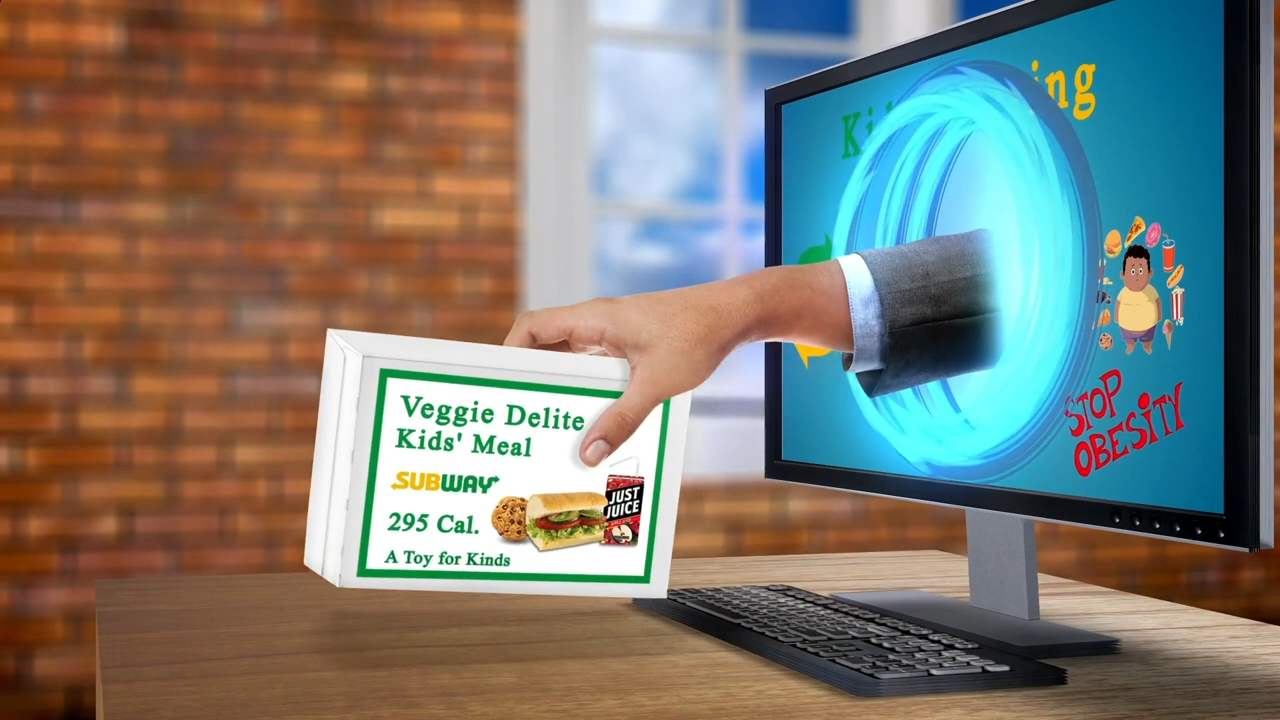 Veggie Delite
Kids' Meal
SUBWAY
295 Cal.
A Toy for Kinds
JUST
JUICE
STOP
OBESITY